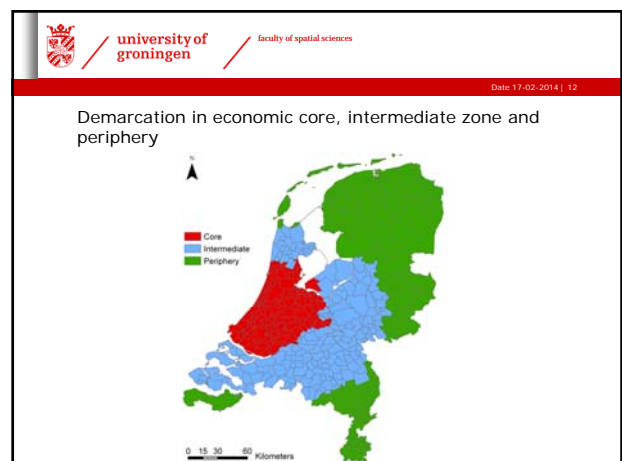 university of
groningen
faculty of spatial sciences
Date 17-02-2014 | 12
Demarcation in economic core, intermediate zone and
periphery
N
Core
Intermediate
Periphery
0 15 30 60 Kilometers